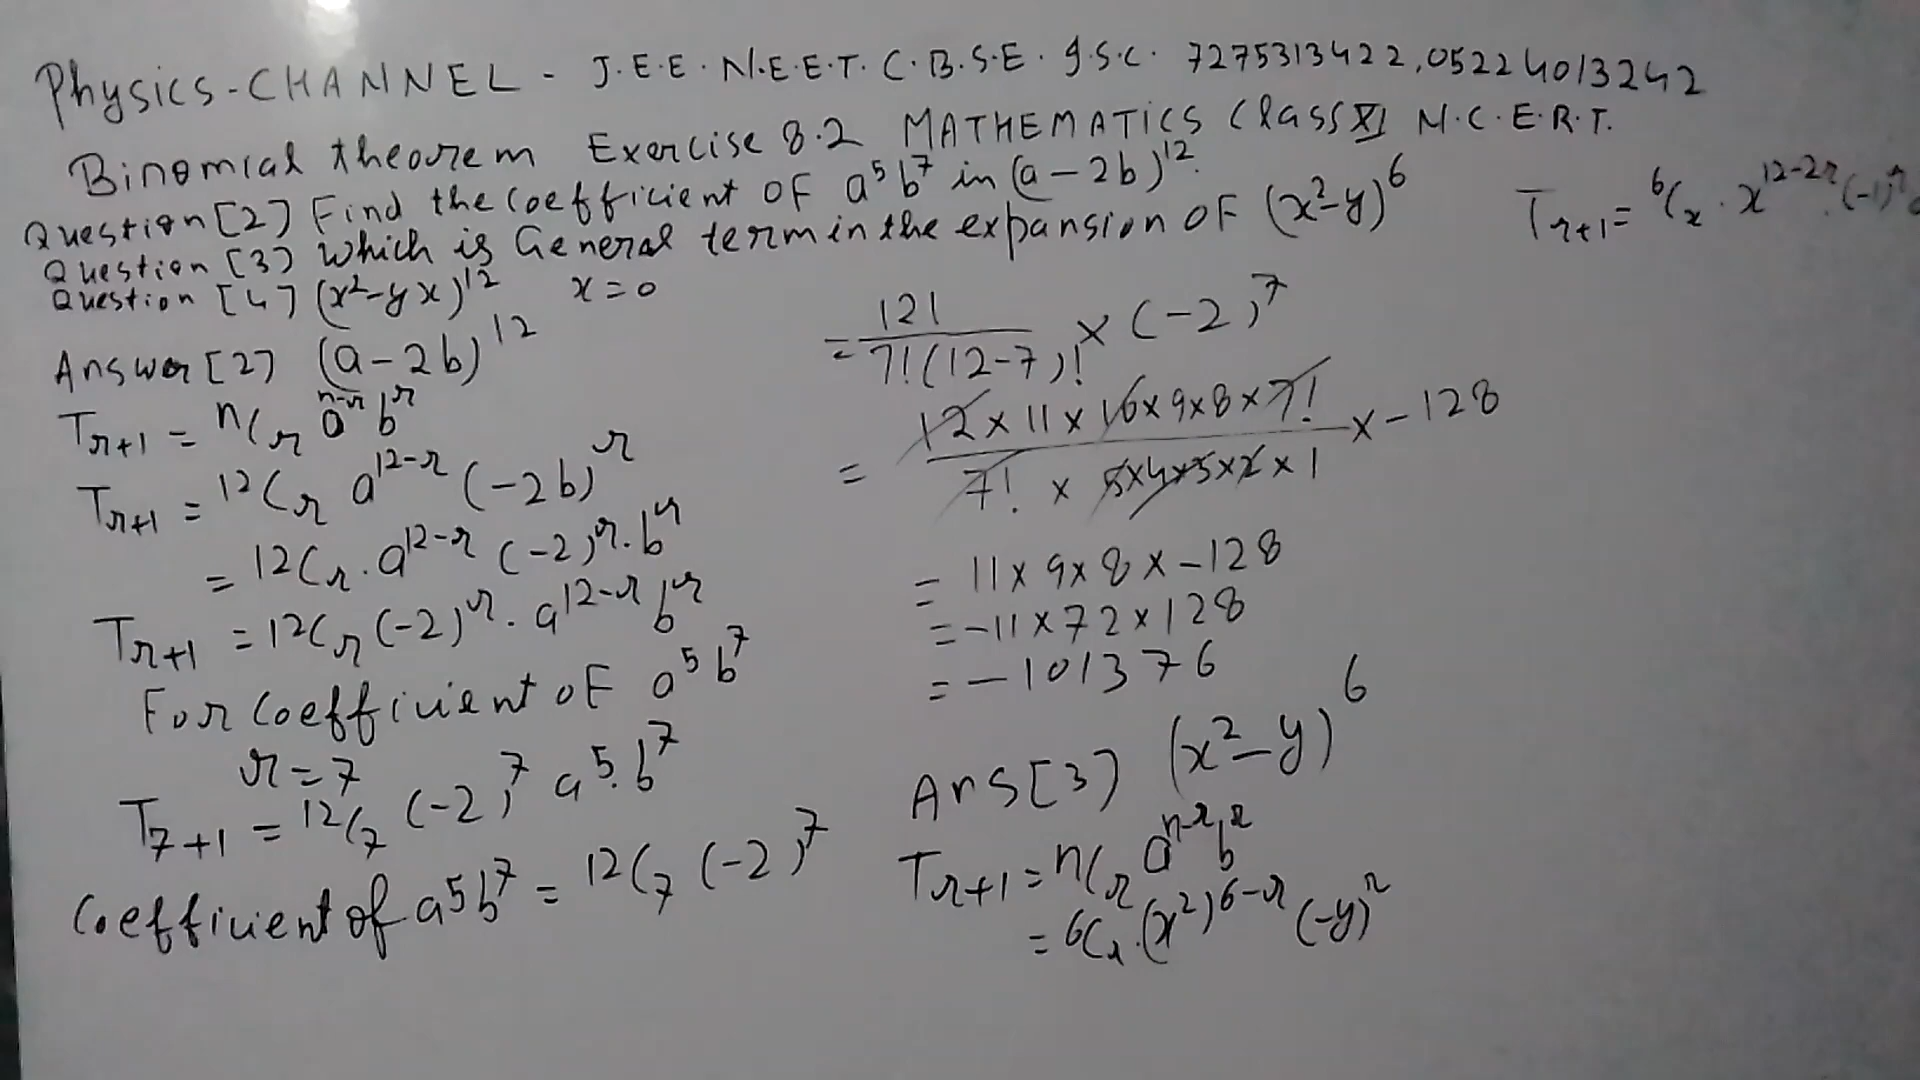 Physics-CHANNEL - J.E.E. N.E.E.T. C.B.S.E. I.S.C. 7275313422, 05224013242
Binomial theorem Exercise 8.2 MATHEMATICS Class XI N.C.E.R.T.
Question [2] Find the coefficient OF a⁵b⁷ in (a-2b)¹².
Question [3] Which is General term in the expansion OF (x²-y)⁶
Question [4] (x²-yx)¹² x=0
Answer [2] (a-2b)¹²
Tr+1 = nCr aⁿ⁻ʳ bʳ
Tr+1 = ¹²Cr a¹²⁻ʳ (-2b)ʳ
= 12Cr . a¹²⁻ʳ (-2)ʳ . bʳ
Tr+1 = 12Cr (-2)ʳ . a¹²⁻ʳ bʳ
For coefficient OF a⁵ b⁷
r = 7
T7+1 = ¹²C7 (-2)⁷ a⁵ . b⁷
Coefficient of a⁵b⁷ = ¹²C7 (-2)⁷
Tr+1 = ⁶Cr . x¹²⁻²ʳ . (-1)ʳ
= 12! / 7!(12-7)! × (-2)⁷
= 12×11×10×9×8×7! / 7! × 5×4×3×2×1 × -128
= 11×9×8×-128
= -11×72×128
= -101376
Ans [3] (x²-y)⁶
Tr+1 = nCr aⁿ⁻ʳ bʳ
= 6Cr . (x²)⁶⁻ʳ (-y)ʳ